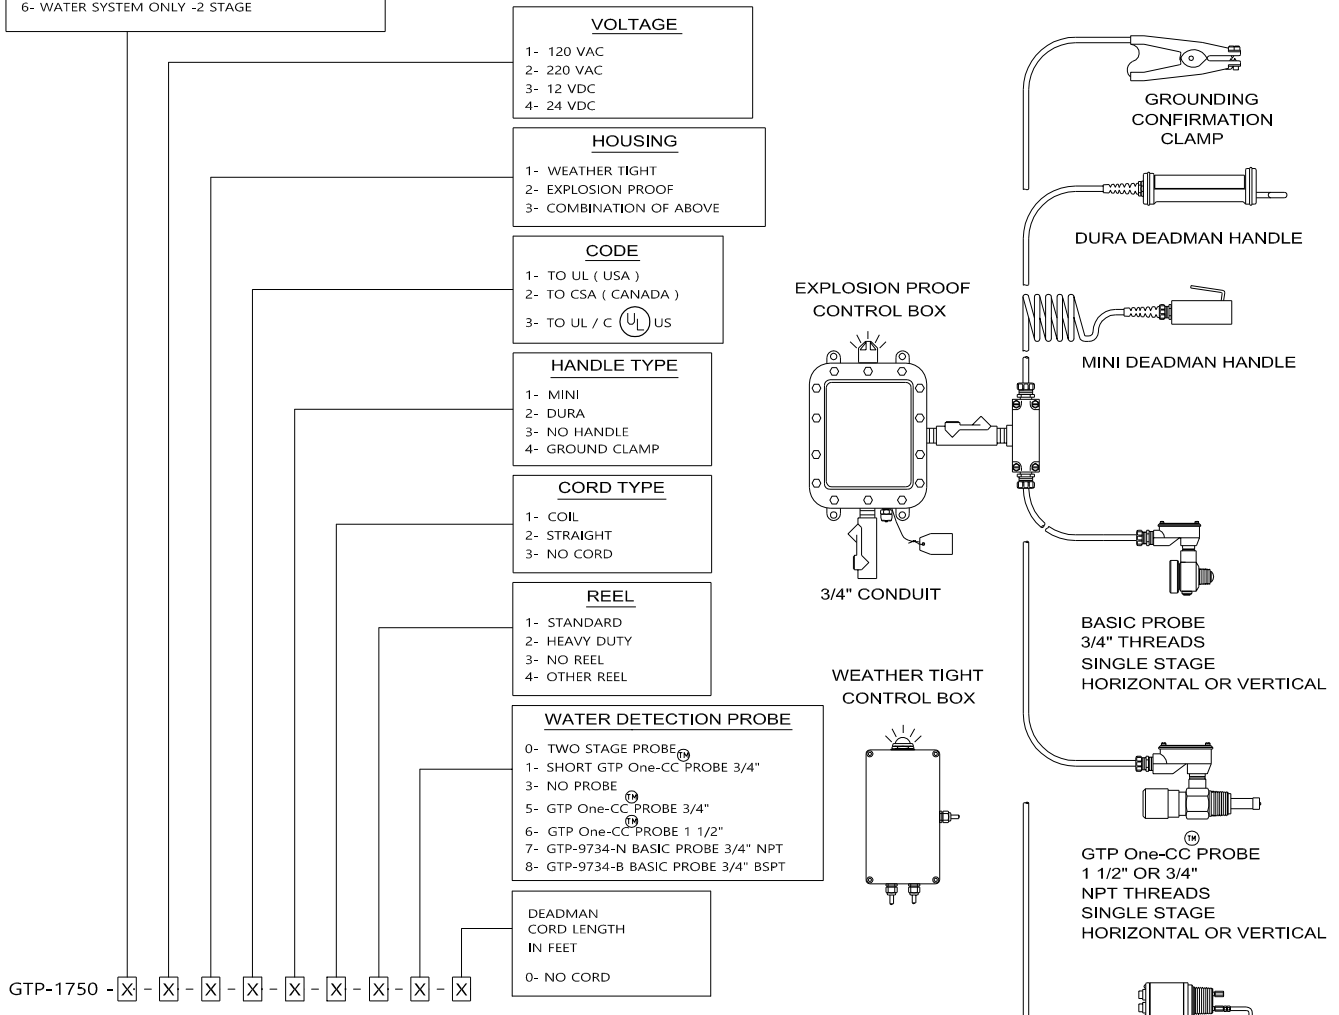 6- WATER SYSTEM ONLY -2 STAGE
VOLTAGE
1- 120 VAC
2- 220 VAC
3- 12 VDC
4- 24 VDC
HOUSING
1- WEATHER TIGHT
2- EXPLOSION PROOF
3- COMBINATION OF ABOVE
CODE
1- TO UL ( USA )
2- TO CSA ( CANADA )
3- TO UL / C UL US
HANDLE TYPE
1- MINI
2- DURA
3- NO HANDLE
4- GROUND CLAMP
CORD TYPE
1- COIL
2- STRAIGHT
3- NO CORD
REEL
1- STANDARD
2- HEAVY DUTY
3- NO REEL
4- OTHER REEL
WATER DETECTION PROBE
0- TWO STAGE PROBE
1- SHORT GTP One-CC™ PROBE 3/4"
3- NO PROBE
5- GTP One-CC™ PROBE 3/4"
6- GTP One-CC™ PROBE 1 1/2"
7- GTP-9734-N BASIC PROBE 3/4" NPT
8- GTP-9734-B BASIC PROBE 3/4" BSPT
DEADMAN
CORD LENGTH
IN FEET
0- NO CORD
GTP-1750 - X - X - X - X - X - X - X - X - X
EXPLOSION PROOF
CONTROL BOX
3/4" CONDUIT
WEATHER TIGHT
CONTROL BOX
GROUNDING
CONFIRMATION
CLAMP
DURA DEADMAN HANDLE
MINI DEADMAN HANDLE
BASIC PROBE
3/4" THREADS
SINGLE STAGE
HORIZONTAL OR VERTICAL
GTP One-CC™ PROBE
1 1/2" OR 3/4"
NPT THREADS
SINGLE STAGE
HORIZONTAL OR VERTICAL